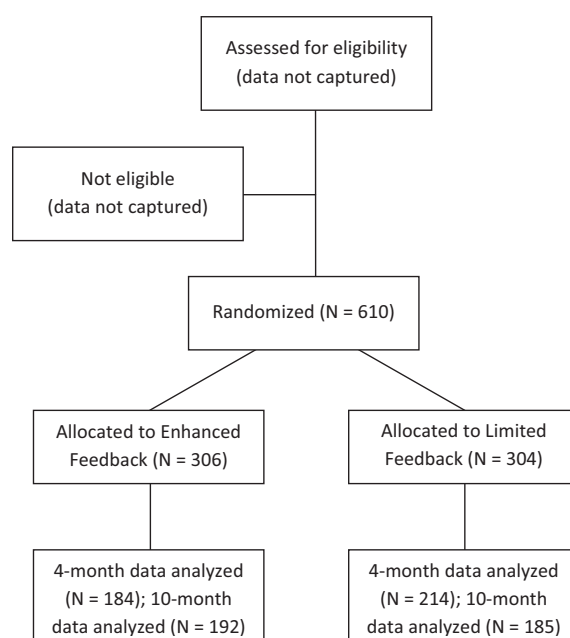 Assessed for eligibility
(data not captured)
Not eligible
(data not captured)
Randomized (N = 610)
Allocated to Enhanced
Feedback (N = 306)
Allocated to Limited
Feedback (N = 304)
4-month data analyzed
(N = 184); 10-month
data analyzed (N = 192)
4-month data analyzed
(N = 214); 10-month
data analyzed (N = 185)